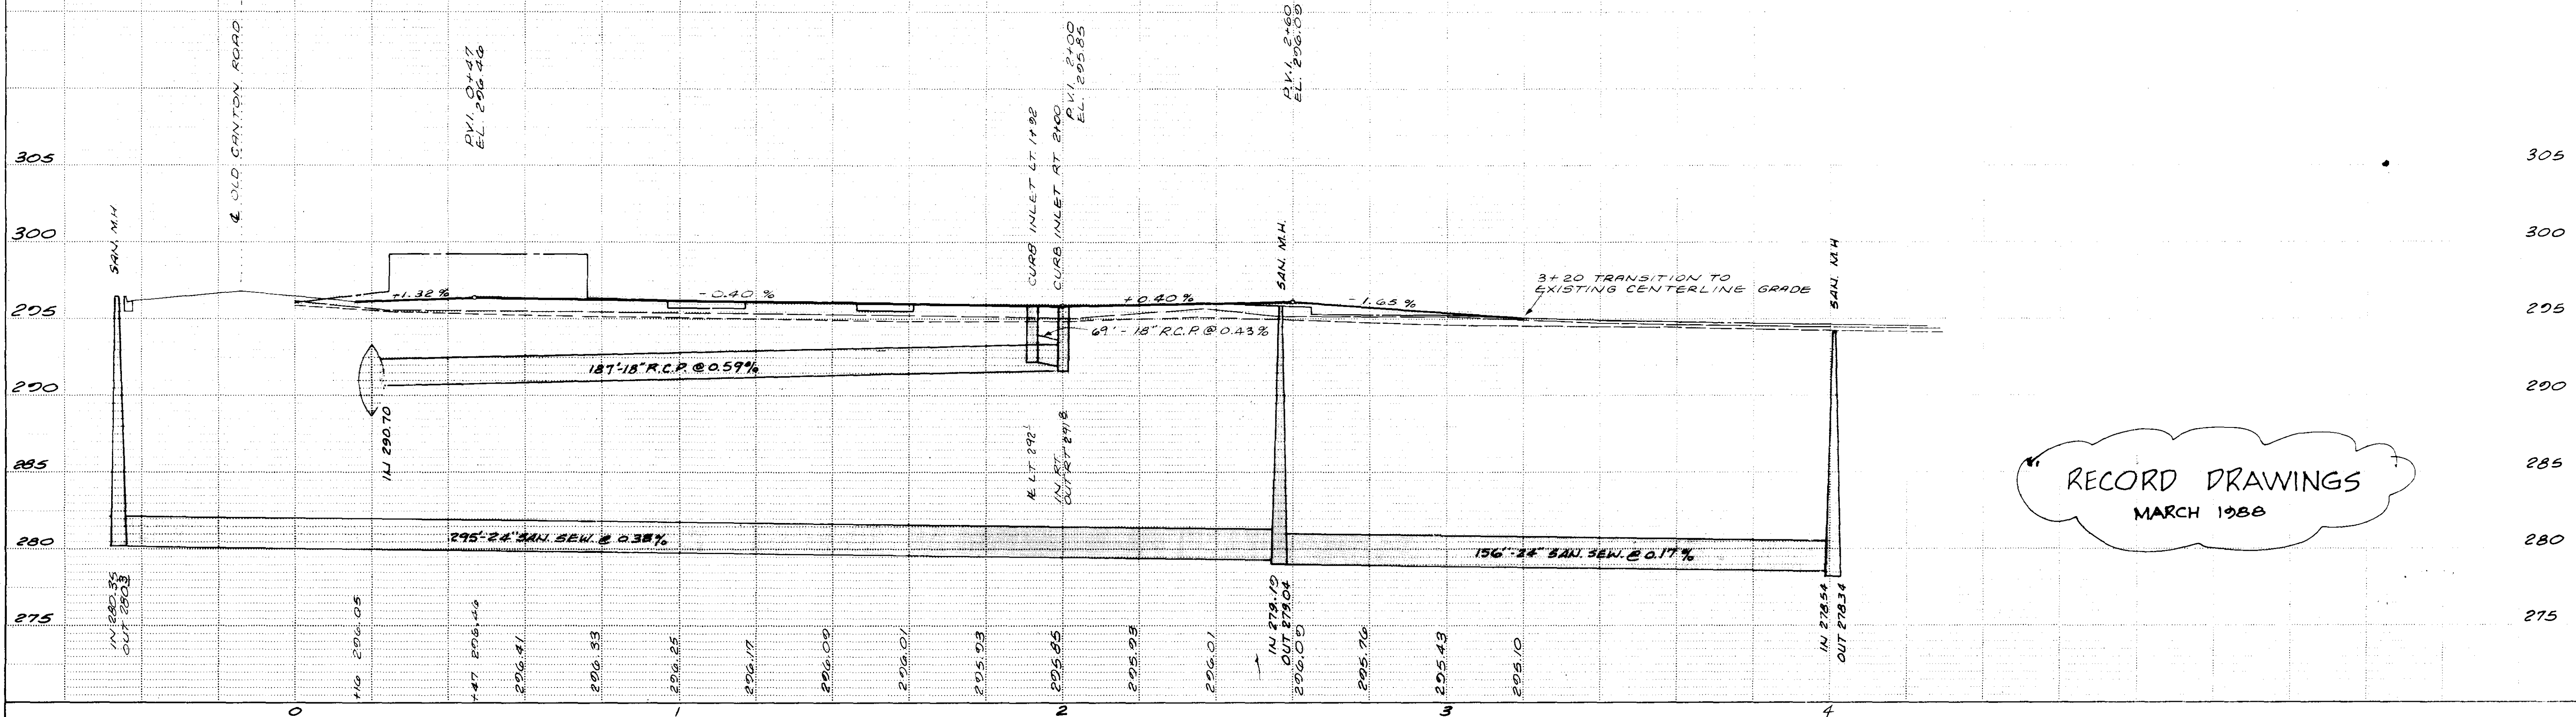 ℄ OLD CANTON ROAD
P.V.I. 0+47
EL. 296.46
P.V.I. 2+00
EL. 295.85
P.V.I. 2+60
EL. 296.09
CURB INLET LT. 1+92
CURB INLET RT 2+00
305
305
SAN. M.H
SAN. M.H.
SAN. M.H
300
300
+1.32%
-0.40%
+0.40%
-1.65%
3+20 TRANSITION TO
EXISTING CENTERLINE GRADE
295
295
69'-18" R.C.P. @ 0.43%
187'-18" R.C.P. @ 0.59%
290
290
IN 290.70
IN RT
285
285
RECORD DRAWINGS
MARCH 1988
295'-24" SAN. SEW. @ 0.38%
156'-24" SAN. SEW. @ 0.17%
280
280
IN 280.35
IN 279.19
OUT 279.04
IN 278.54
OUT 278.34
275
275
+16 296.05
+47 296.46
296.41
296.33
296.25
296.17
296.09
296.01
295.93
295.85
295.93
296.01
296.09
295.76
295.43
295.10
0
1
2
3
4